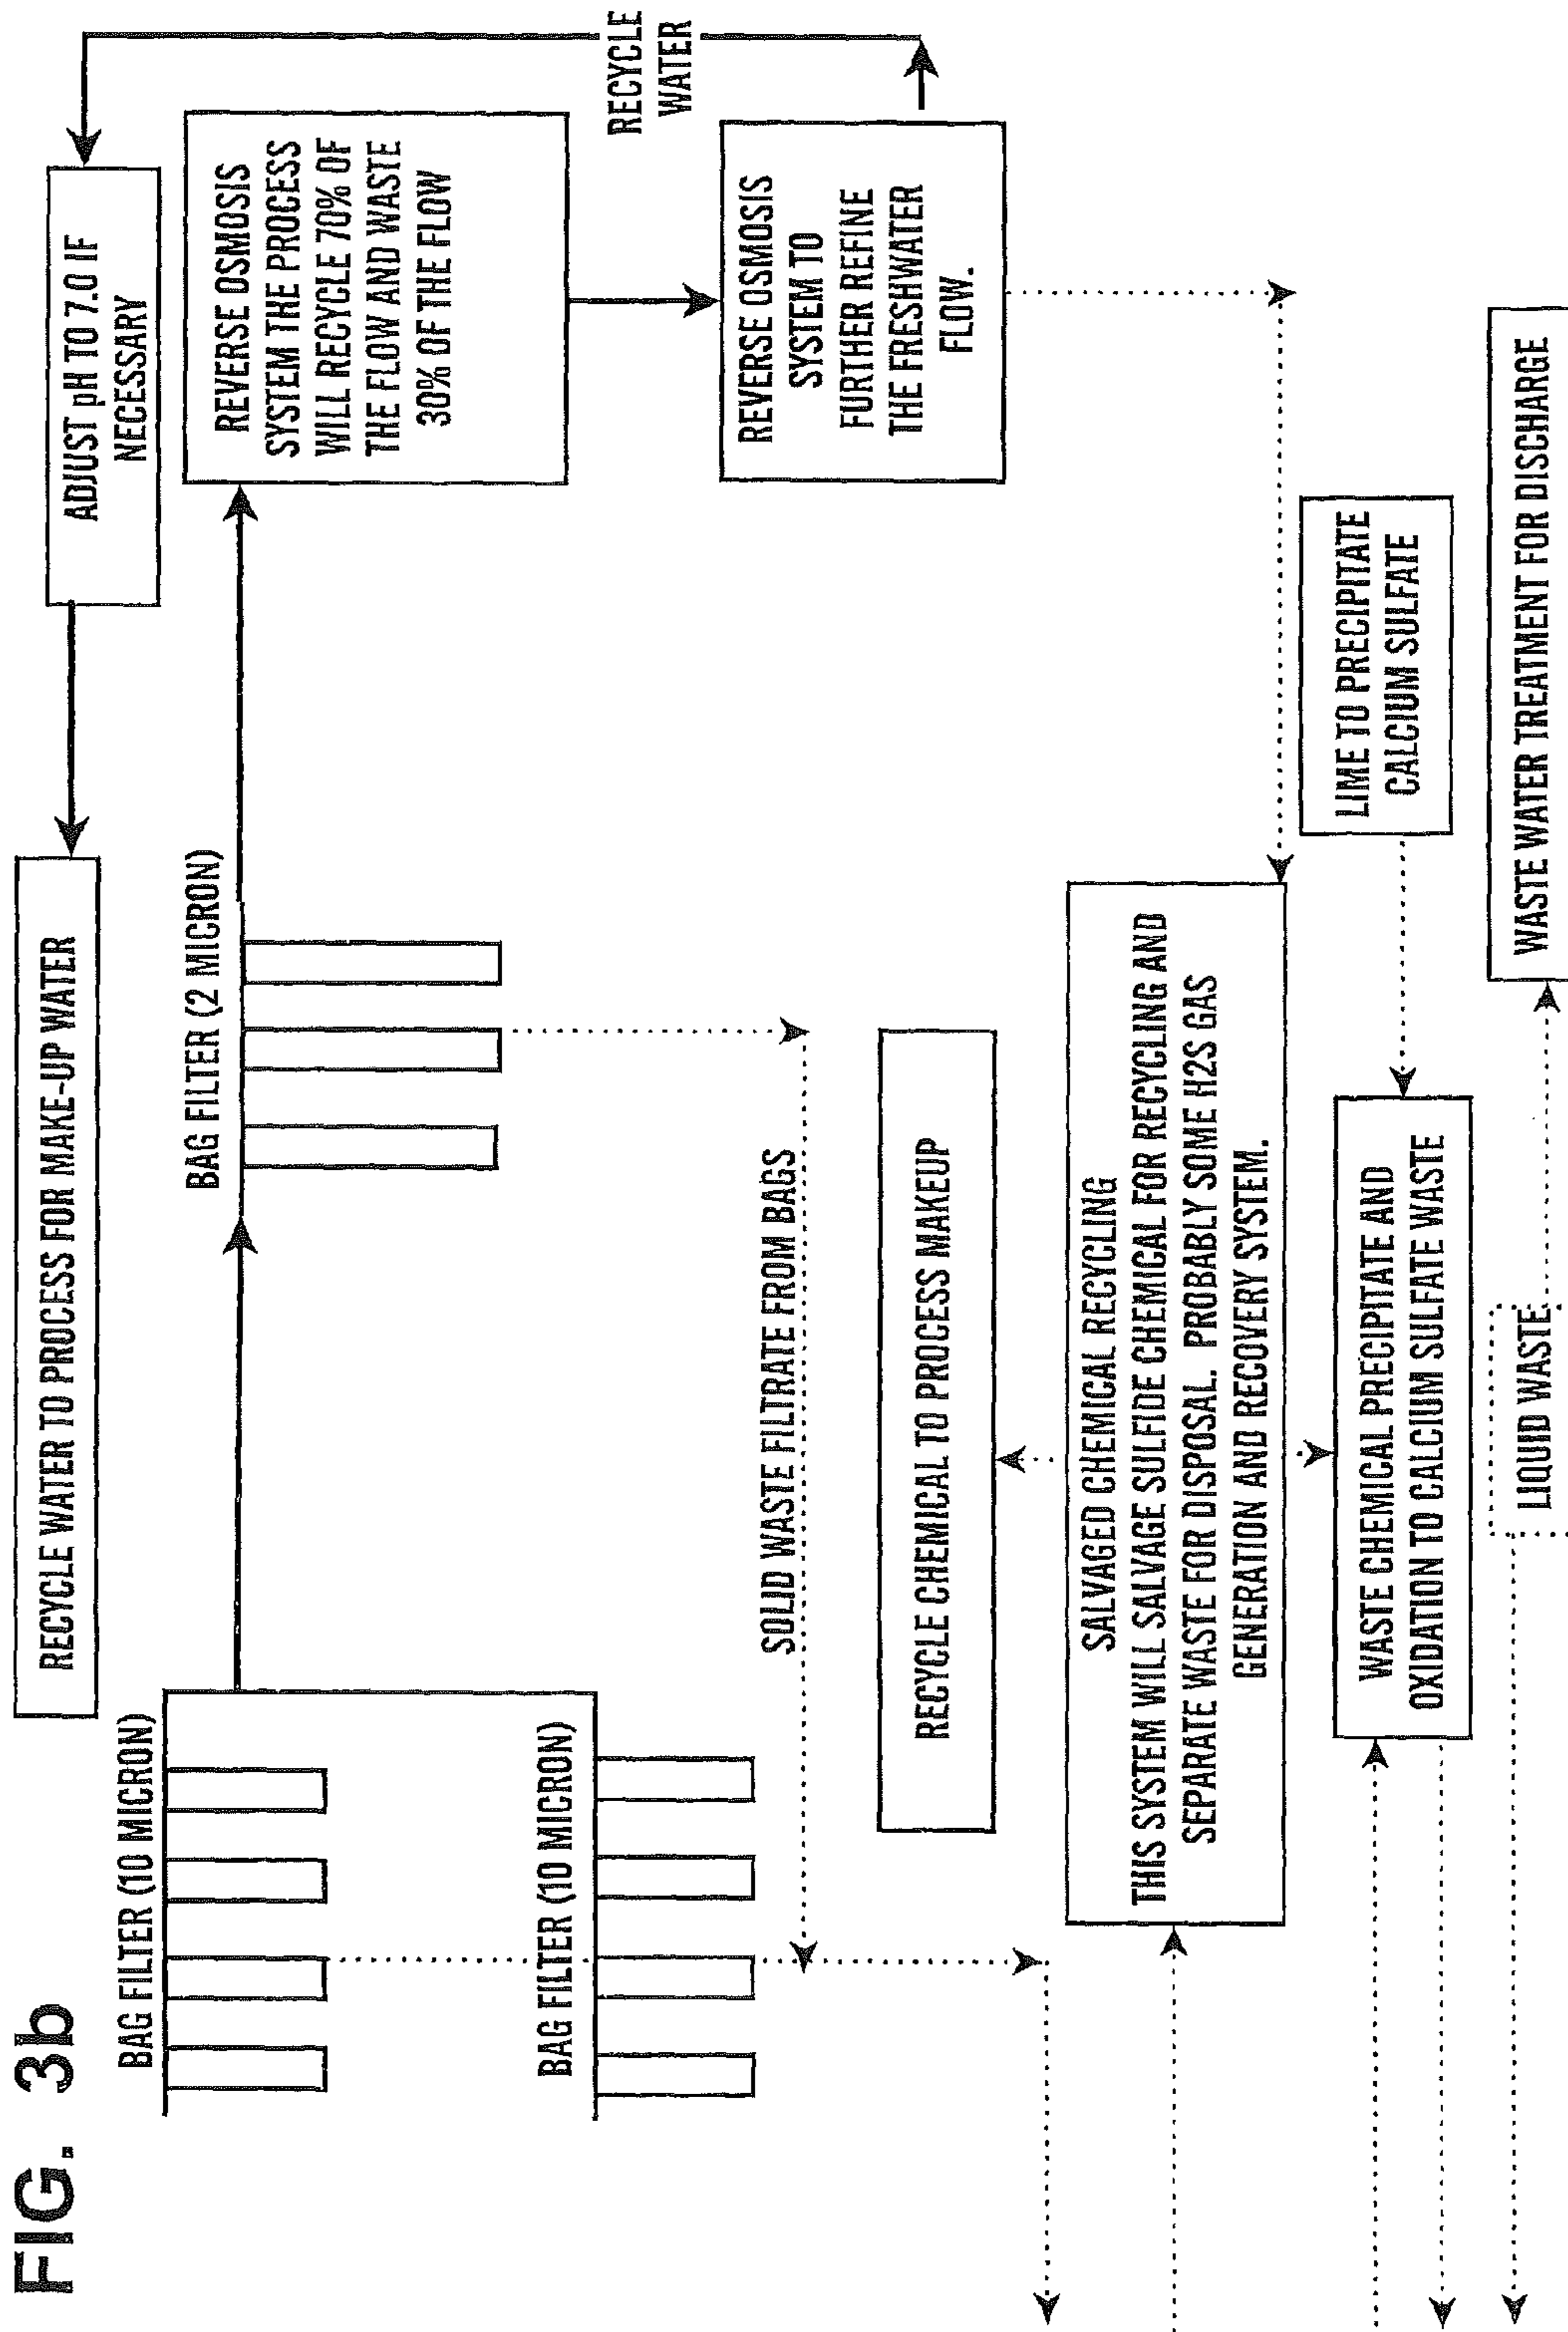 FIG. 3b
RECYCLE WATER TO PROCESS FOR MAKE-UP WATER
ADJUST pH TO 7.0 IF
NECESSARY
BAG FILTER (10 MICRON)
BAG FILTER (2 MICRON)
REVERSE OSMOSIS
SYSTEM THE PROCESS
WILL RECYCLE 70% OF
THE FLOW AND WASTE
30% OF THE FLOW
BAG FILTER (10 MICRON)
RECYCLE
WATER
SOLID WASTE FILTRATE FROM BAGS
REVERSE OSMOSIS
SYSTEM TO
FURTHER REFINE
THE FRESHWATER
FLOW.
RECYCLE CHEMICAL TO PROCESS MAKEUP
SALVAGED CHEMICAL RECYCLING
THIS SYSTEM WILL SALVAGE SULFIDE CHEMICAL FOR RECYCLING AND
SEPARATE WASTE FOR DISPOSAL. PROBABLY SOME H2S GAS
GENERATION AND RECOVERY SYSTEM.
LIME TO PRECIPITATE
CALCIUM SULFATE
WASTE CHEMICAL PRECIPITATE AND
OXIDATION TO CALCIUM SULFATE WASTE
LIQUID WASTE
WASTE WATER TREATMENT FOR DISCHARGE